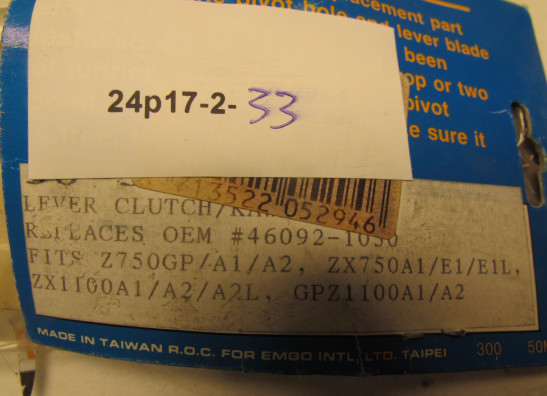 placement part
pivot hole and lever blade
been
op or two
pivot
e sure it
24p17-2-33
13522 052946
LEVER CLUTCH/KA
REPLACES OEM #46092-1050
FITS Z750GP/A1/A2, ZX750A1/E1/E1L,
ZX1100A1/A2/A2L, GPZ1100A1/A2
MADE IN TAIWAN R.O.C. FOR EMGO INTL, LTD. TAIPEI 300 50M